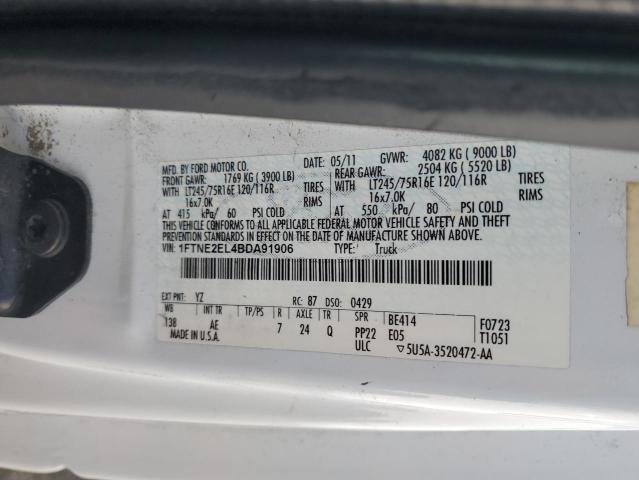 MFD. BY FORD MOTOR CO. DATE: 05/11 GVWR: 4082 KG ( 9000 LB)
FRONT GAWR: 1769 KG ( 3900 LB) REAR GAWR: 2504 KG ( 5520 LB)
WITH LT245/75R16E 120/116R TIRES WITH LT245/75R16E 120/116R TIRES
16x7.0K RIMS 16x7.0K RIMS
AT 415 kPa/ 60 PSI COLD AT 550 kPa/ 80 PSI COLD
THIS VEHICLE CONFORMS TO ALL APPLICABLE FEDERAL MOTOR VEHICLE SAFETY AND
THEFT PREVENTION STANDARDS IN EFFECT ON THE DATE OF MANUFACTURE SHOWN ABOVE.
VIN: 1FTNE2EL4BDA91906 TYPE: Truck
EXT PNT: YZ RC: 87 DSO: 0429
WB INT TR TP/PS R AXLE TR SPR BE414 F0723
138 AE 7 24 Q PP22 E05 T1051
MADE IN U.S.A. ULC ▽5U5A-3520472-AA